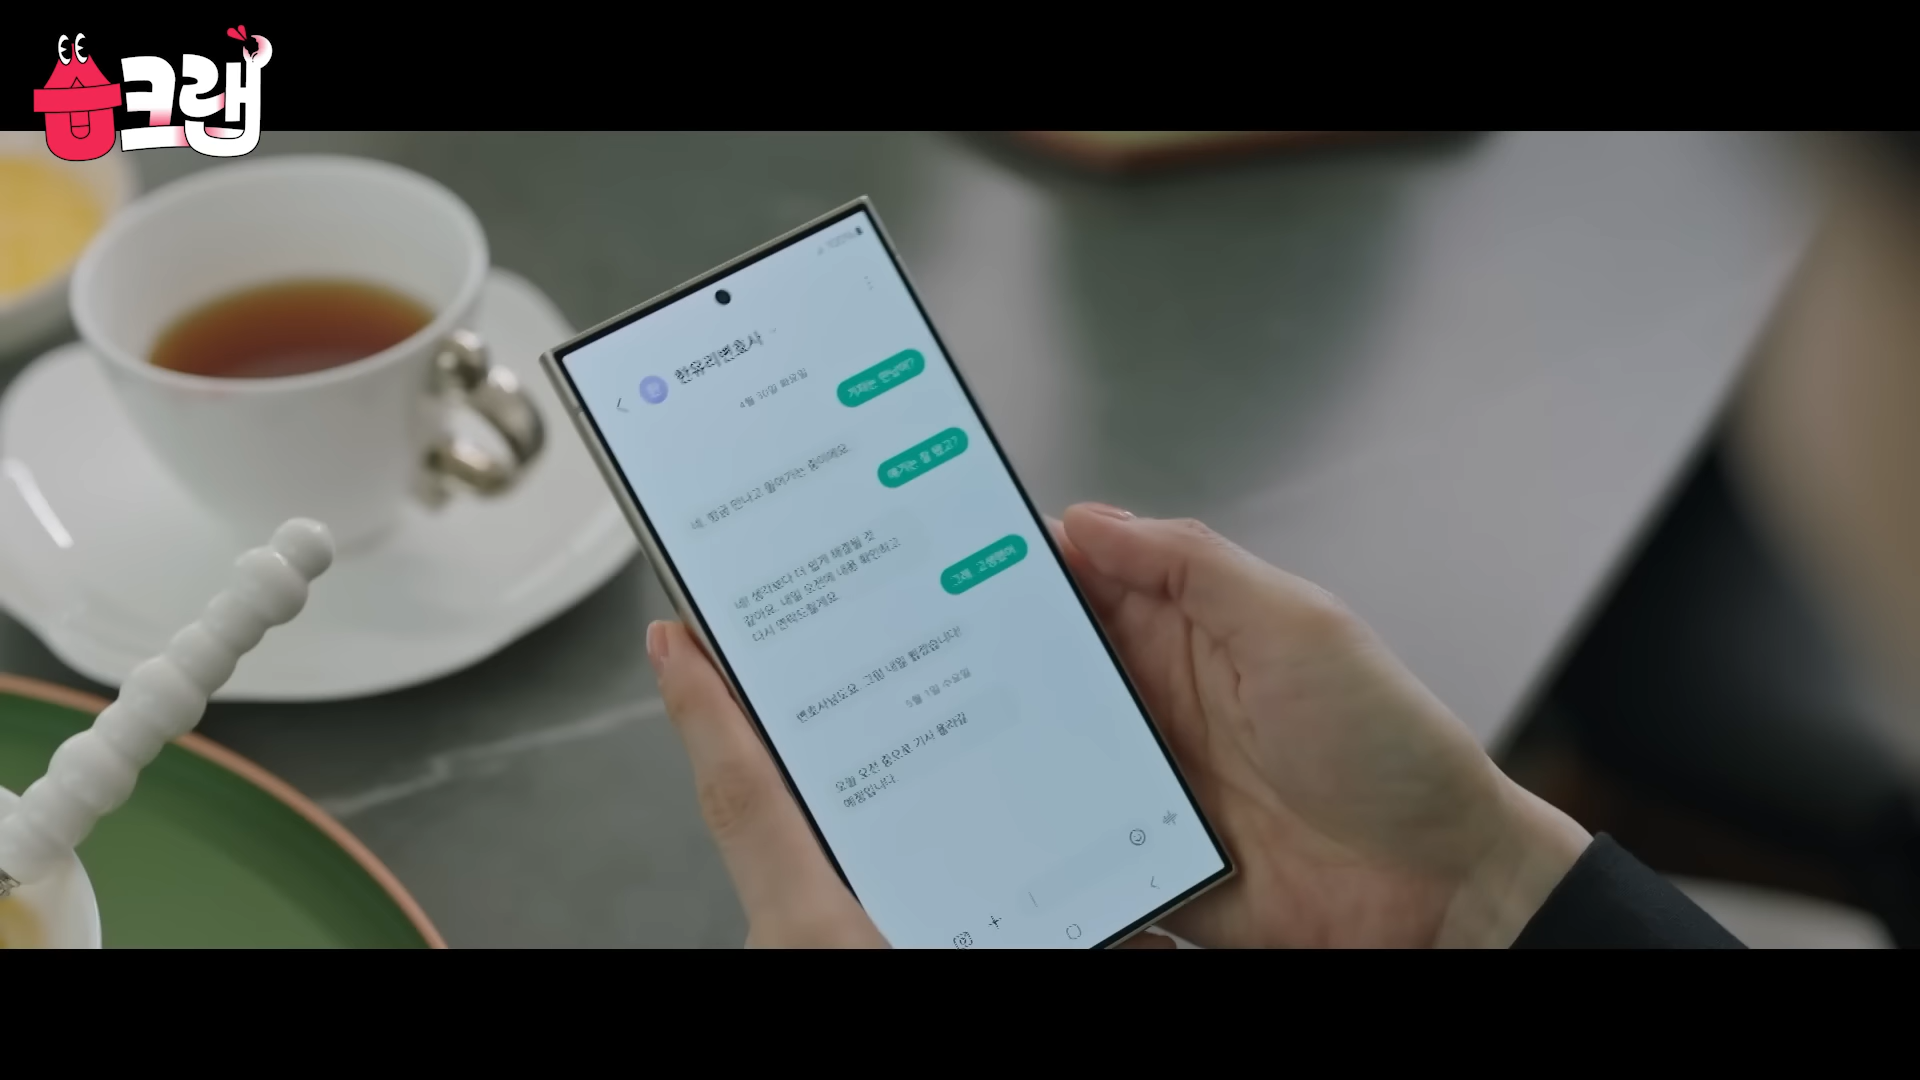 습크랩
한유리변호사
4월 30일 화요일
기자는 만났어?
네. 방금 만나고 들어가는 중이에요.
얘기는 잘 됐고?
네! 생각보다 더 쉽게 해결될 것
같아요. 내일 오전에 내용 확인하고
다시 연락드릴게요.
그래. 고생했어
변호사님도요. 그럼 내일 뵙겠습니다!
5월 1일 수요일
오늘 오전 중으로 기사 올라갈
예정입니다.